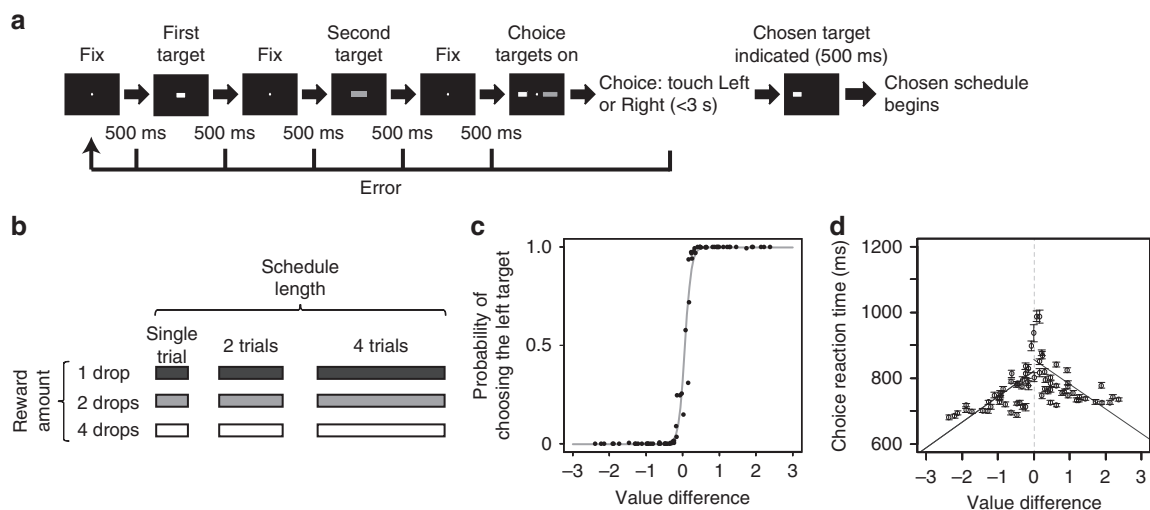 a
Fix
First
target
Fix
Second
target
Fix
Choice
targets on
Choice: touch Left
or Right (<3 s)
Chosen target
indicated (500 ms)
Chosen schedule
begins
500 ms
500 ms
500 ms
500 ms
500 ms
Error
b
Schedule
length
Single
trial
2 trials
4 trials
Reward
amount
1 drop
2 drops
4 drops
c
Probability of
choosing the left target
1.0
0.5
0
−3
−2
−1
0
1
2
3
Value difference
d
Choice reaction time (ms)
1200
1000
800
600
−3
−2
−1
0
1
2
3
Value difference